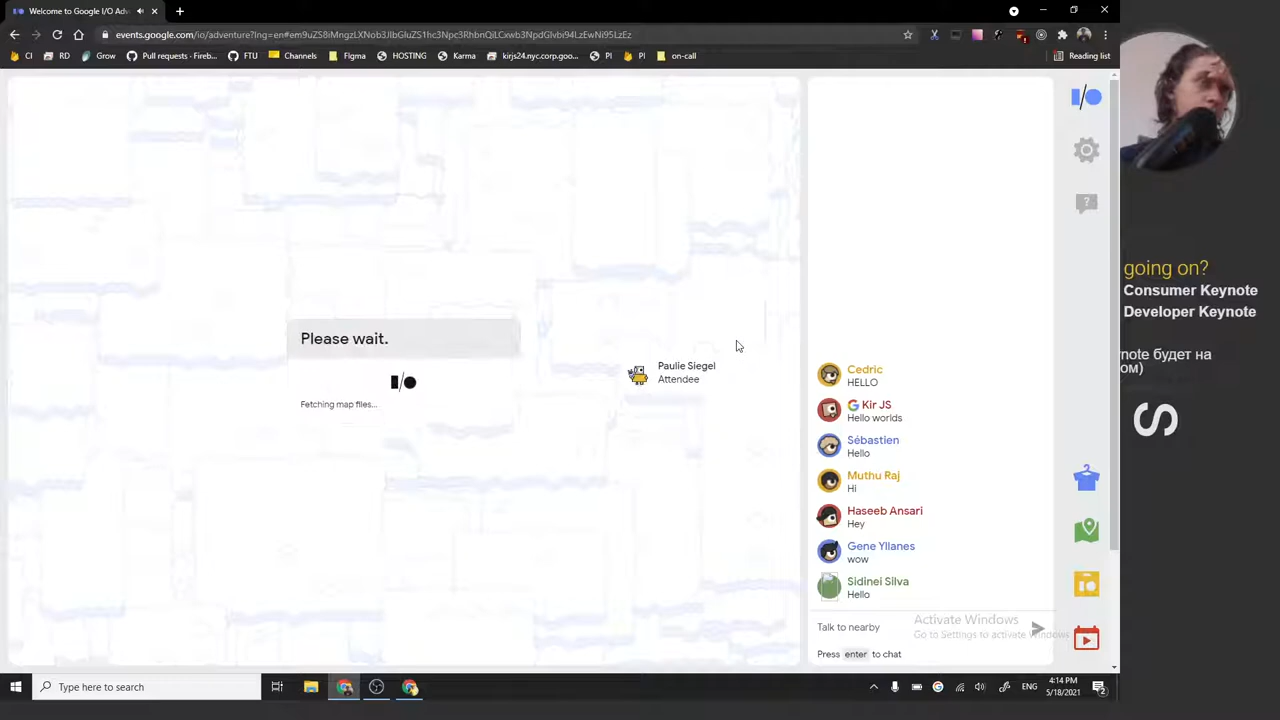 Welcome to Google I/O Adve
events.google.com/io/adventure?lng=en#em9uZS8iMngzLXNob3JlbGluZS1hc3Npc3RhbnQiLCxwb3NpdGlvbi94LzEwNi95LzEz
CI
PI
Grow
Pull requests · Fireb...
FTU
Channels
Figma
HOSTING
Karma
kirjs24.nyc.corp.goo...
PI
PI
on-call
Reading list
I/O
Please wait.
I/O
Fetching map files...
Paulie Siegel
Attendee
Cedric
HELLO
Kir JS
Hello worlds
Sébastien
Hello
Muthu Raj
Hi
Haseeb Ansari
Hey
Gene Yllanes
wow
Sidinei Silva
Hello
Talk to nearby
Press enter to chat
Activate Windows
Go to Settings to activate Windows
going on?
Consumer Keynote
Developer Keynote
note будет на
ом)
S
Type here to search
ENG
4:14 PM
5/18/2021
2